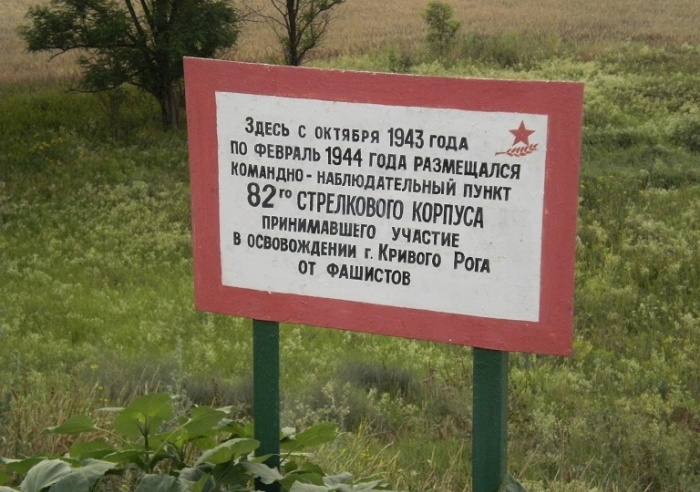 Здесь с октября 1943 года
по февраль 1944 года размещался
командно-наблюдательный пункт
82го стрелкового корпуса
принимавшего участие
в освовождении г. Кривого Рога
от фашистов